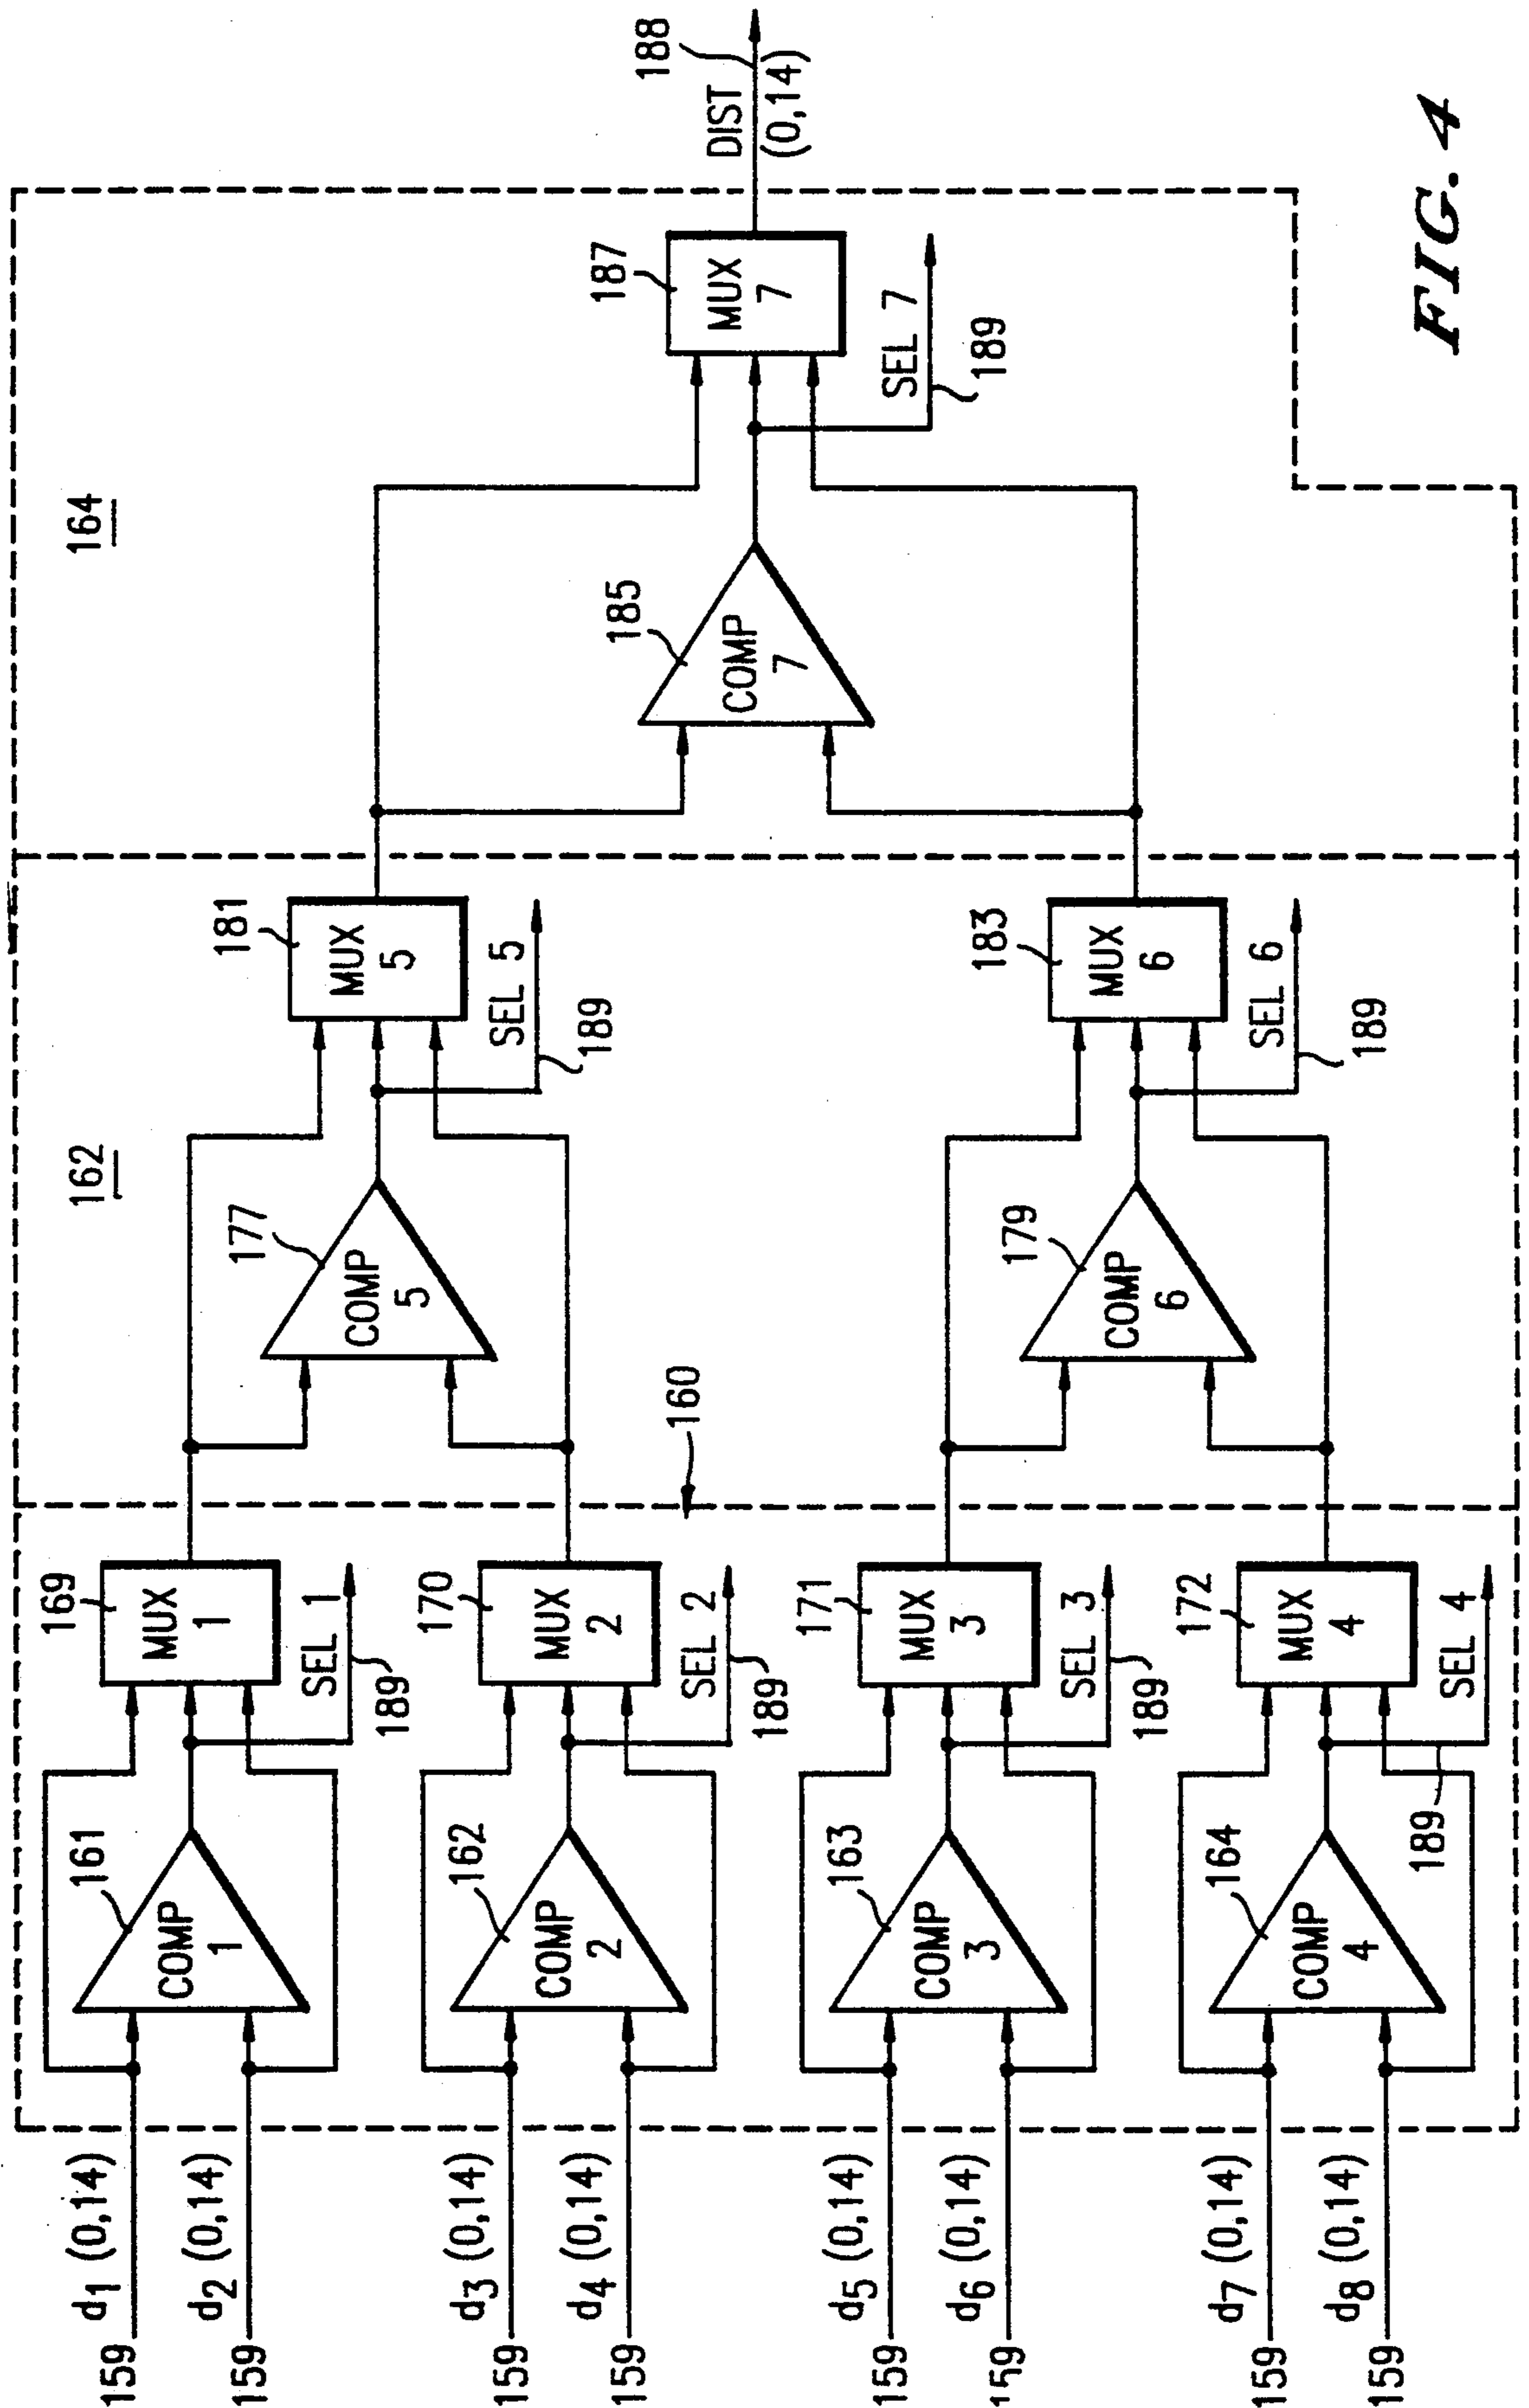 159 d1 (0,14)
159 d2 (0,14)
159 d3 (0,14)
159 d4 (0,14)
159 d5 (0,14)
159 d6 (0,14)
159 d7 (0,14)
159 d8 (0,14)
161
COMP
1
162
COMP
2
163
COMP
3
164
COMP
4
169
MUX
1
SEL 1
189
170
MUX
2
SEL 2
189
171
MUX
3
SEL 3
189
172
MUX
4
SEL 4
189
160
162
177
COMP
5
181
MUX
5
SEL 5
189
179
COMP
6
183
MUX
6
SEL 6
189
164
185
COMP
7
187
MUX
7
SEL 7
189
DIST
(0,14)
188
FIG. 4